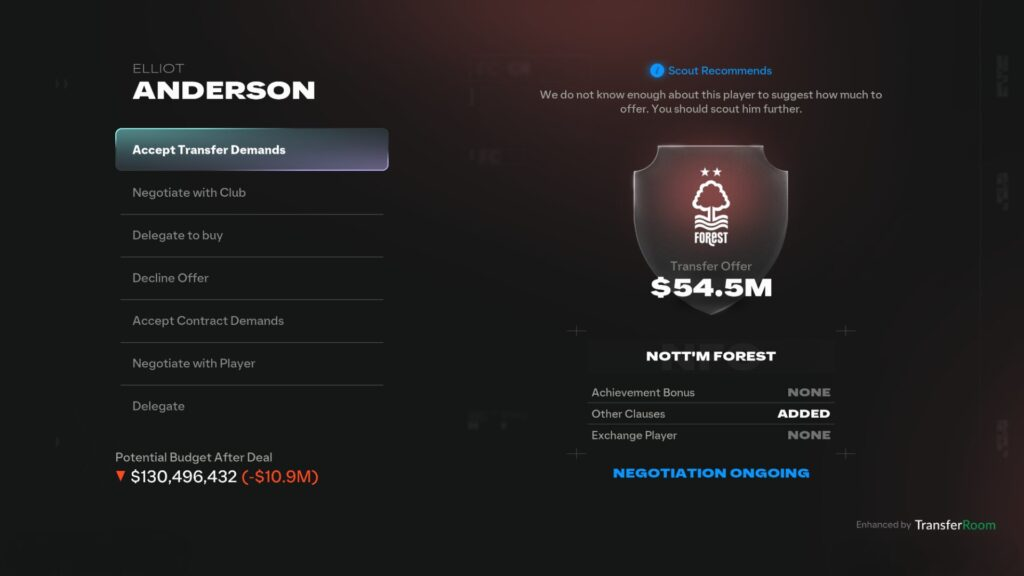 ELLIOT
ANDERSON
Accept Transfer Demands
Negotiate with Club
Delegate to buy
Decline Offer
Accept Contract Demands
Negotiate with Player
Delegate
Potential Budget After Deal
$130,496,432 (-$10.9M)
i Scout Recommends
We do not know enough about this player to suggest how much to
offer. You should scout him further.
FOREST
Transfer Offer
$54.5M
NOTT'M FOREST
Achievement Bonus NONE
Other Clauses ADDED
Exchange Player NONE
NEGOTIATION ONGOING
Enhanced by TransferRoom